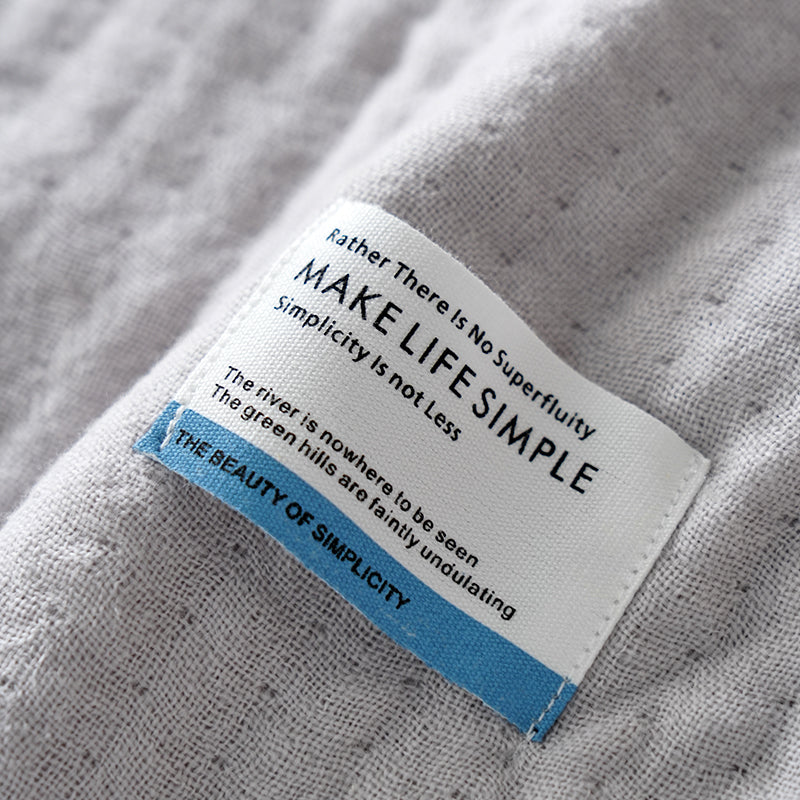 Rather There Is No Superfluity
MAKE LIFE SIMPLE
Simplicity Is not Less
The river is nowhere to be seen
The green hills are faintly undulating
THE BEAUTY OF SIMPLICITY